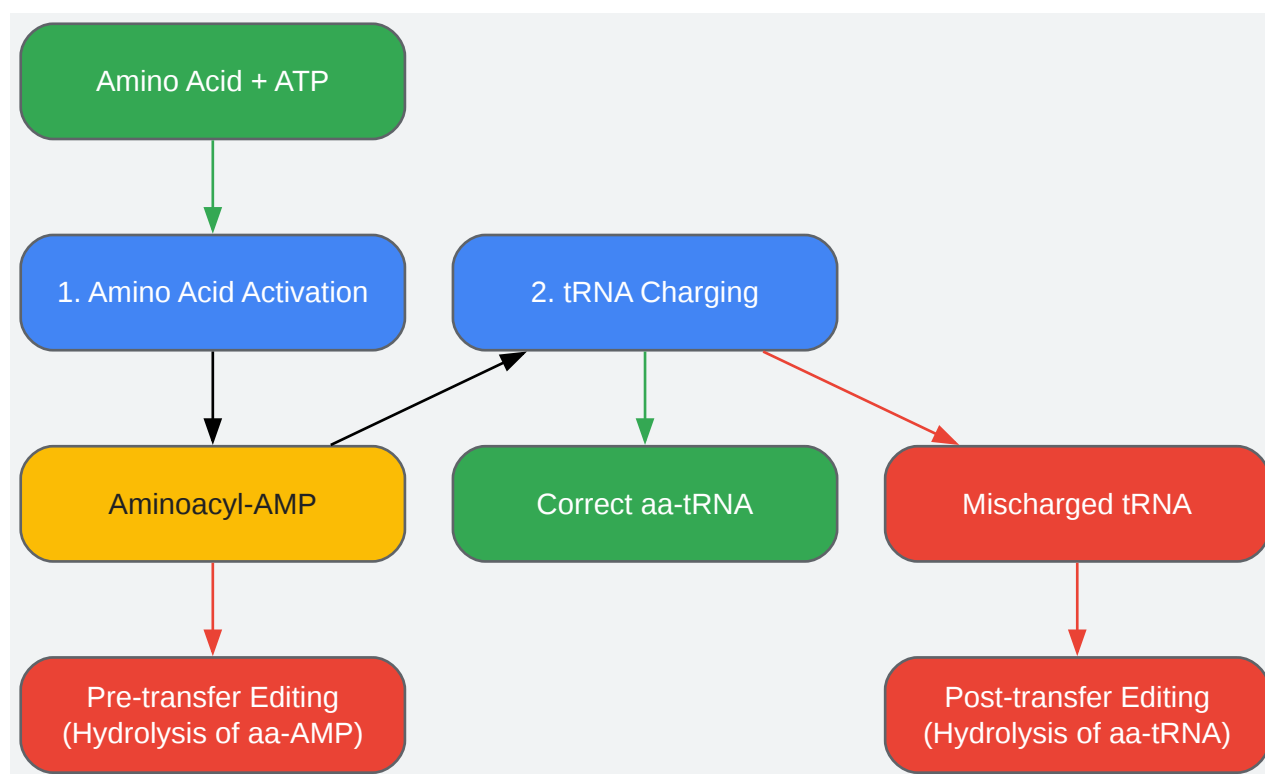 Amino Acid + ATP
1. Amino Acid Activation
2. tRNA Charging
Aminoacyl-AMP
Correct aa-tRNA
Mischarged tRNA
Pre-transfer Editing
(Hydrolysis of aa-AMP)
Post-transfer Editing
(Hydrolysis of aa-tRNA)